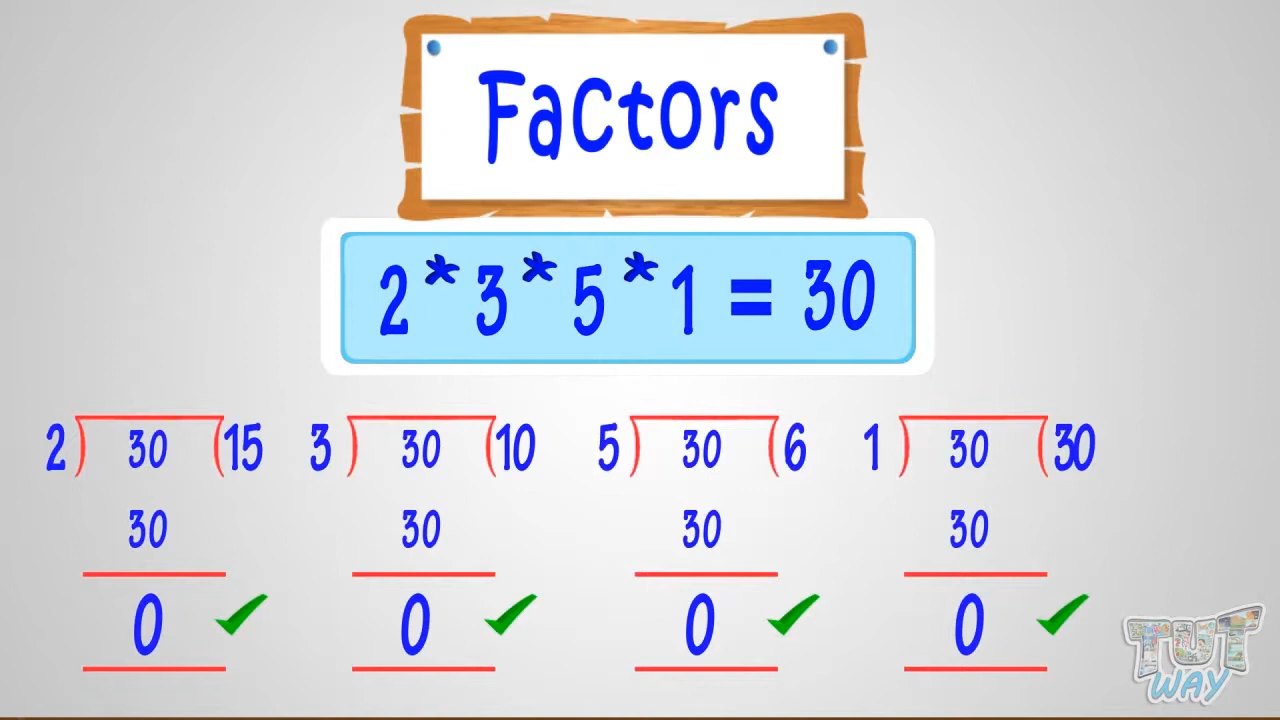 Factors
2 * 3 * 5 * 1 = 30
2 ) 30 ( 15 3 ) 30 ( 10 5 ) 30 ( 6 1 ) 30 ( 30
30 30 30 30
0 0 0 0
TUT
WAY